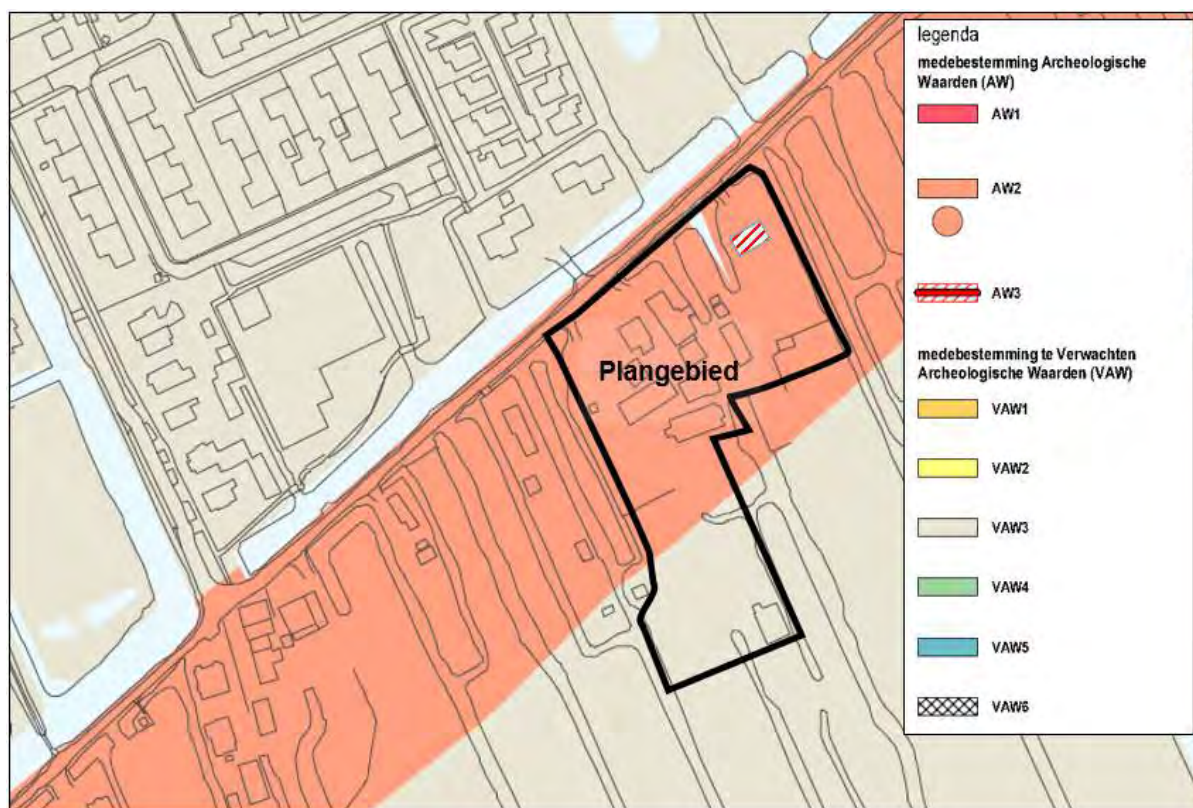 Plangebied
legenda
medebestemming Archeologische
Waarden (AW)
AW1
AW2
AW3
medebestemming te Verwachten
Archeologische Waarden (VAW)
VAW1
VAW2
VAW3
VAW4
VAW5
VAW6